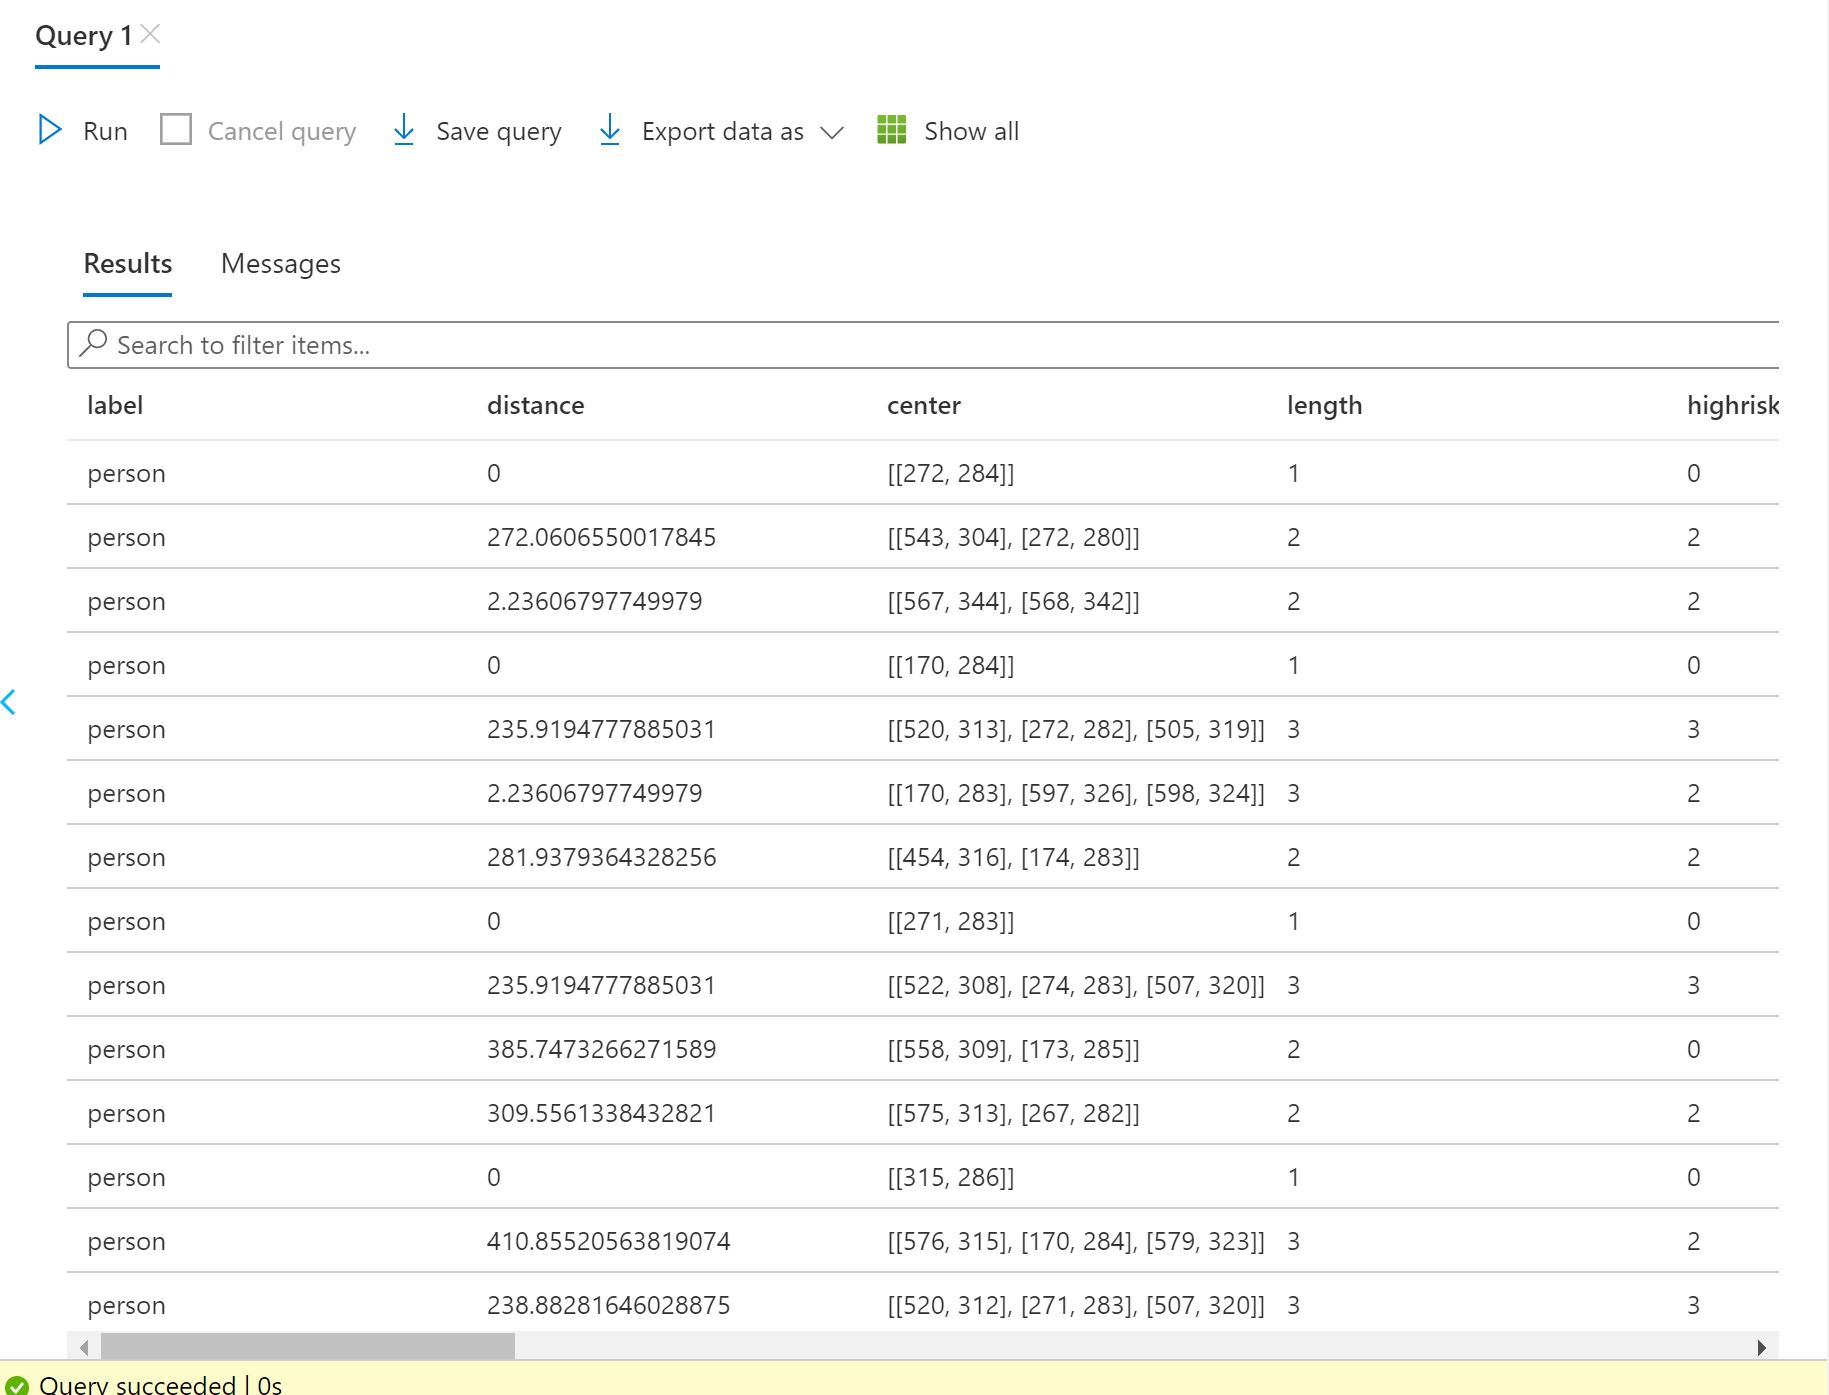 Query 1
Run Cancel query Save query Export data as Show all
Results Messages
Search to filter items...
label distance center length highrisk
person 0 [[272, 284]] 1 0
person 272.0606550017845 [[543, 304], [272, 280]] 2 2
person 2.23606797749979 [[567, 344], [568, 342]] 2 2
person 0 [[170, 284]] 1 0
person 235.9194777885031 [[520, 313], [272, 282], [505, 319]] 3 3
person 2.23606797749979 [[170, 283], [597, 326], [598, 324]] 3 2
person 281.9379364328256 [[454, 316], [174, 283]] 2 2
person 0 [[271, 283]] 1 0
person 235.9194777885031 [[522, 308], [274, 283], [507, 320]] 3 3
person 385.7473266271589 [[558, 309], [173, 285]] 2 0
person 309.5561338432821 [[575, 313], [267, 282]] 2 2
person 0 [[315, 286]] 1 0
person 410.85520563819074 [[576, 315], [170, 284], [579, 323]] 3 2
person 238.88281646028875 [[520, 312], [271, 283], [507, 320]] 3 3
Query succeeded | 0s